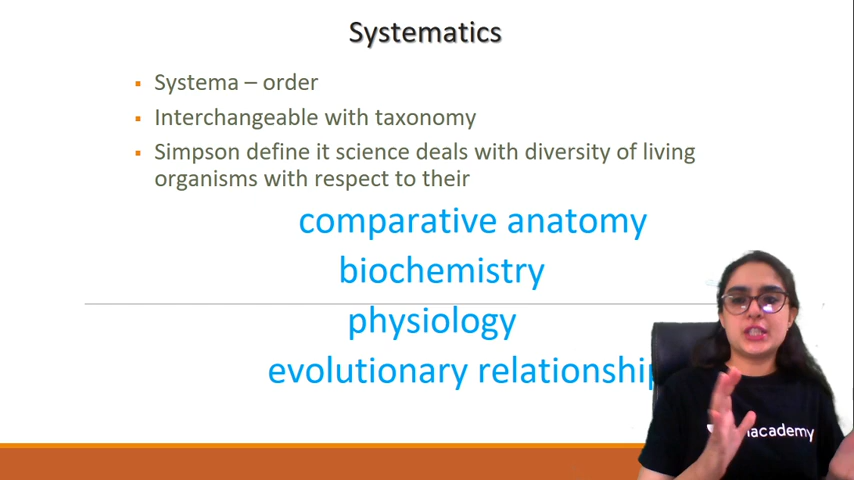 Systematics
▪ Systema – order
▪ Interchangeable with taxonomy
▪ Simpson define it science deals with diversity of living
organisms with respect to their
comparative anatomy
biochemistry
physiology
evolutionary relationship